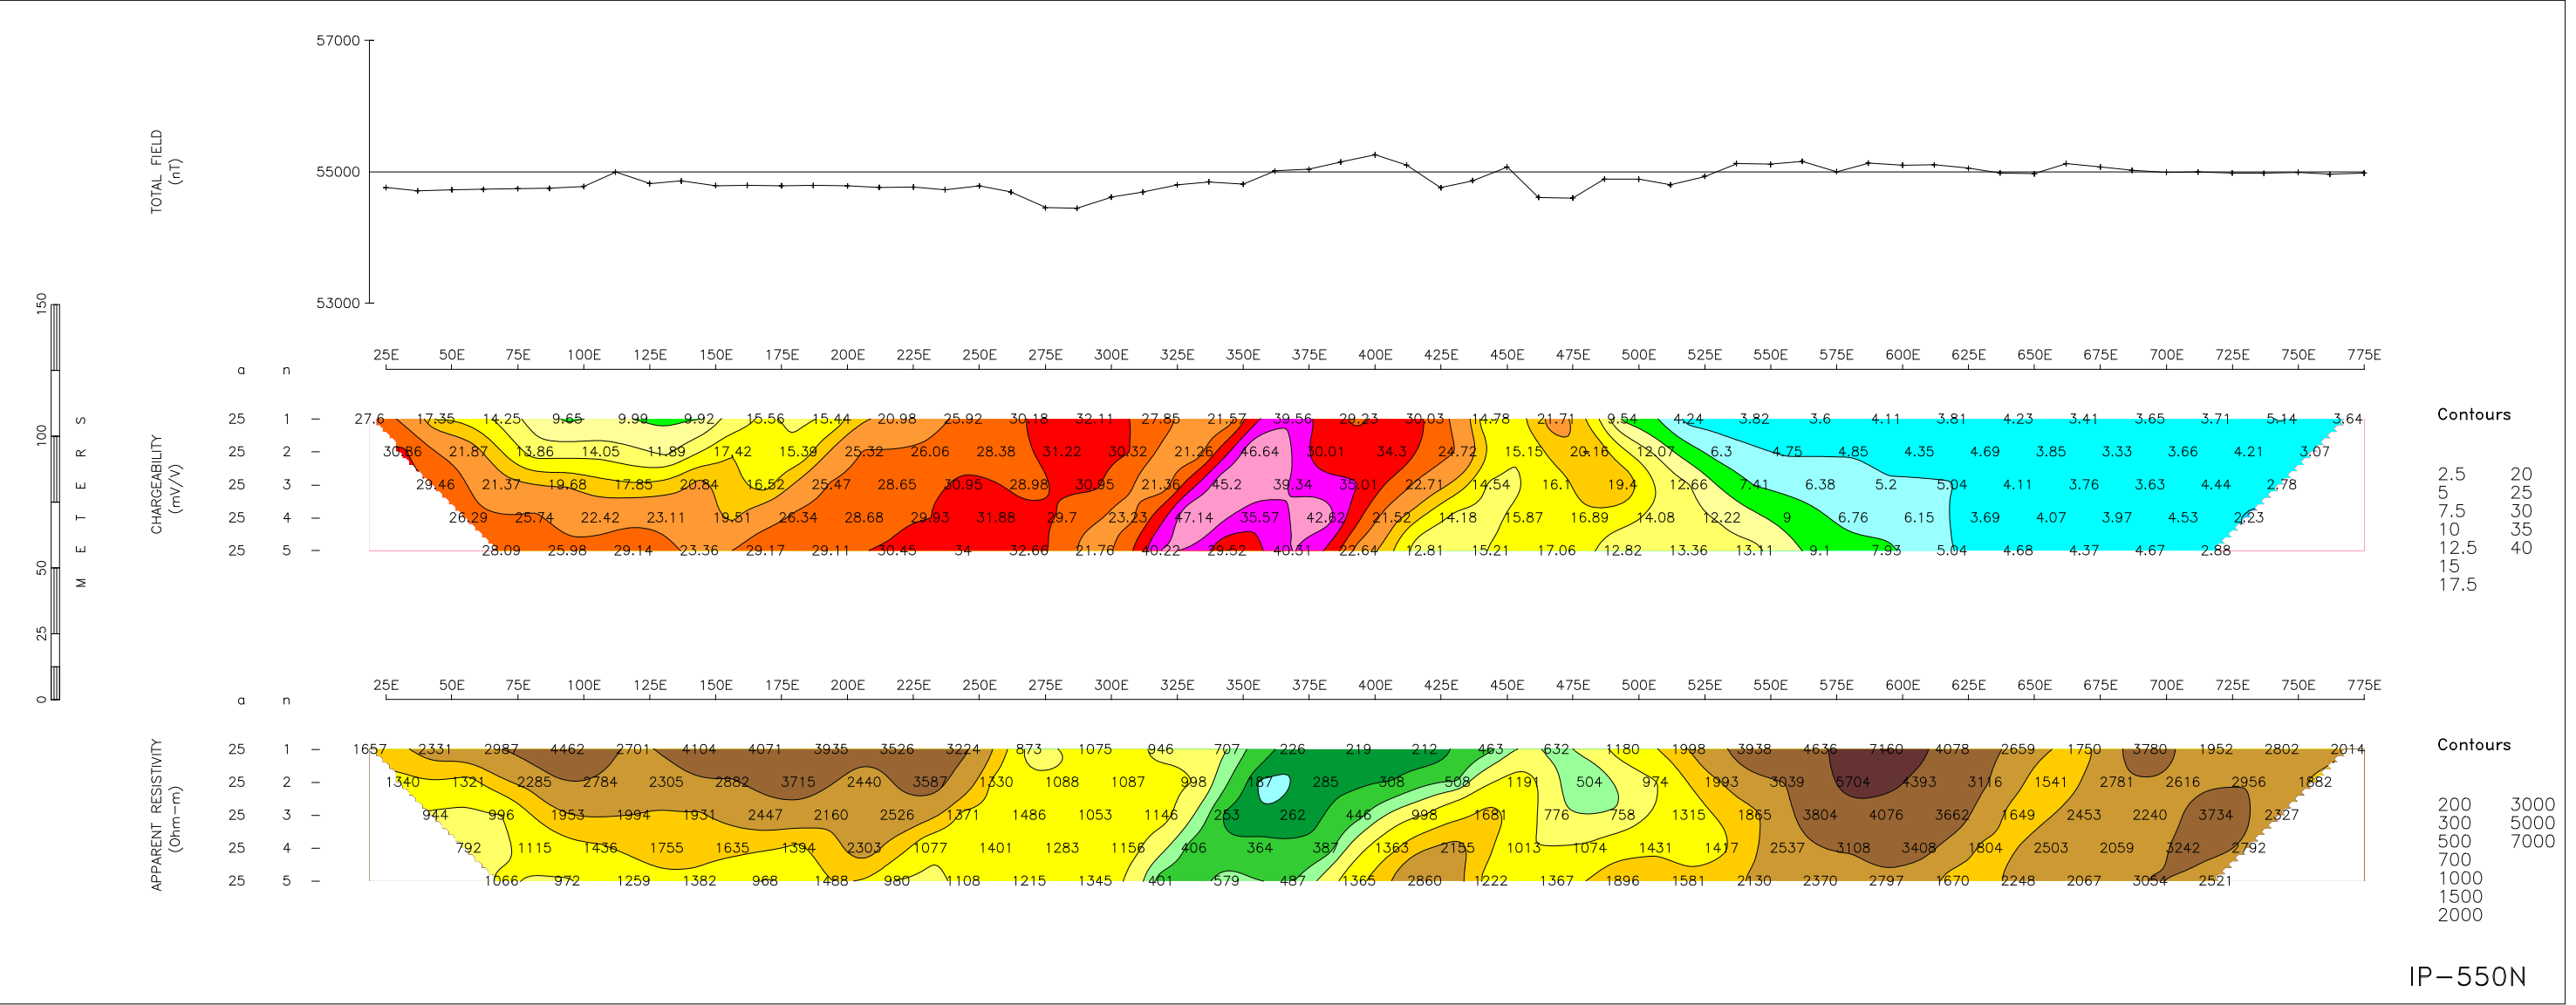 57000
TOTAL FIELD
(nT)
55000
53000
150
100
50
25
0
METERS
25E 50E 75E 100E 125E 150E 175E 200E 225E 250E 275E 300E 325E 350E 375E 400E 425E 450E 475E 500E 525E 550E 575E 600E 625E 650E 675E 700E 725E 750E 775E
a n
CHARGEABILITY
(mV/V)
25 1 – 27.6 17.35 14.25 9.65 9.99 9.92 15.56 15.44 20.98 25.92 30.18 32.11 27.85 21.57 39.56 29.23 30.03 14.78 21.71 9.54 4.24 3.82 3.6 4.11 3.81 4.23 3.41 3.65 3.71 5.14 3.64
25 2 – 30.86 21.87 13.86 14.05 11.89 17.42 15.39 25.32 26.06 28.38 31.22 30.32 21.26 46.64 30.01 34.3 24.72 15.15 20.16 12.07 6.3 4.75 4.85 4.35 4.69 3.85 3.33 3.66 4.21 3.07
25 3 – 29.46 21.37 19.68 17.85 20.84 16.52 25.47 28.65 30.95 28.98 30.95 21.36 45.2 39.34 35.01 22.71 14.54 16.1 19.4 12.66 7.41 6.38 5.2 5.04 4.11 3.76 3.63 4.44 2.78
25 4 – 26.29 25.74 22.42 23.11 19.51 26.34 28.68 29.93 31.88 29.7 23.23 47.14 35.57 42.62 21.52 14.18 15.87 16.89 14.08 12.22 9 6.76 6.15 3.69 4.07 3.97 4.53 2.23
25 5 – 28.09 25.98 29.14 23.36 29.17 29.11 30.45 34 32.66 21.76 40.22 29.52 40.31 22.64 12.81 15.21 17.06 12.82 13.36 13.11 9.1 7.93 5.04 4.68 4.37 4.67 2.88
Contours
2.5 20
5 25
7.5 30
10 35
12.5 40
15
17.5
25E 50E 75E 100E 125E 150E 175E 200E 225E 250E 275E 300E 325E 350E 375E 400E 425E 450E 475E 500E 525E 550E 575E 600E 625E 650E 675E 700E 725E 750E 775E
a n
APPARENT RESISTIVITY
(Ohm-m)
25 1 – 1657 2331 2987 4462 2701 4104 4071 3935 3526 3224 873 1075 946 707 226 219 212 463 632 1180 1998 3938 4636 7160 4078 2659 1750 3780 1952 2802 2014
25 2 – 1340 1321 2285 2784 2305 2882 3715 2440 3587 1330 1088 1087 998 187 285 308 508 1191 504 974 1993 3039 5704 4393 3116 1541 2781 2616 2956 1882
25 3 – 944 996 1953 1994 1931 2447 2160 2526 1371 1486 1053 1146 253 262 446 998 1681 776 758 1315 1865 3804 4076 3662 1649 2453 2240 3734 2327
25 4 – 792 1115 1436 1755 1635 1394 2303 1077 1401 1283 1156 406 364 387 1363 2155 1013 1074 1431 1417 2537 3108 3408 1804 2503 2059 3242 2792
25 5 – 1066 972 1259 1382 968 1488 980 1108 1215 1345 401 579 487 1365 2860 1222 1367 1896 1581 2130 2370 2797 1670 2248 2067 3054 2521
Contours
200 3000
300 5000
500 7000
700
1000
1500
2000
IP-550N